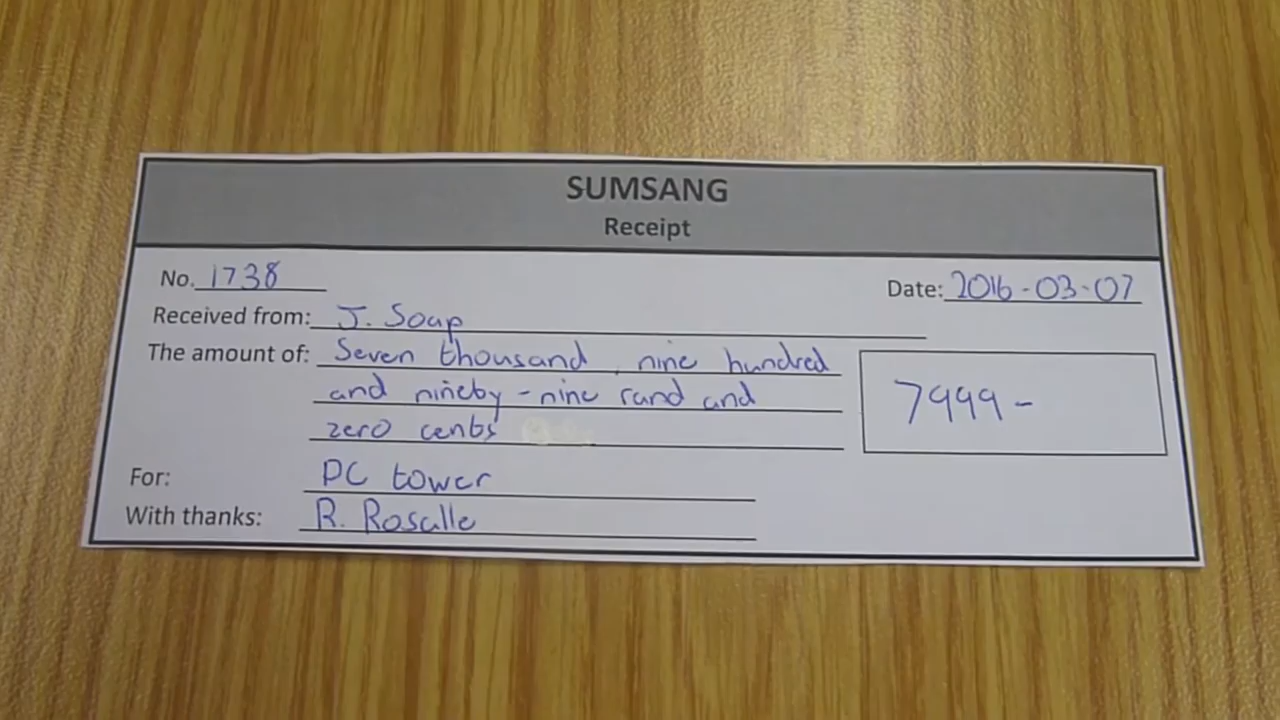 SUMSANG
Receipt
No. 1738
Date: 2016-03-07
Received from: J. Soap
The amount of: Seven thousand, nine hundred
and ninety-nine rand and
zero cents
7999-
For: PC tower
With thanks: R. Rosalle